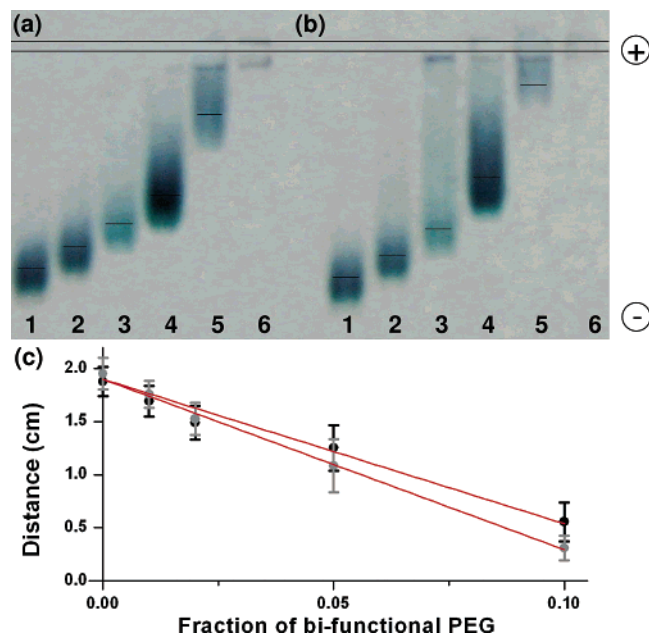 (a) (b) +
1 2 3 4 5 6 1 2 3 4 5 6 -
(c)
2.0
1.5
1.0
0.5
0.0
Distance (cm)
0.00 0.05 0.10
Fraction of bi-functional PEG